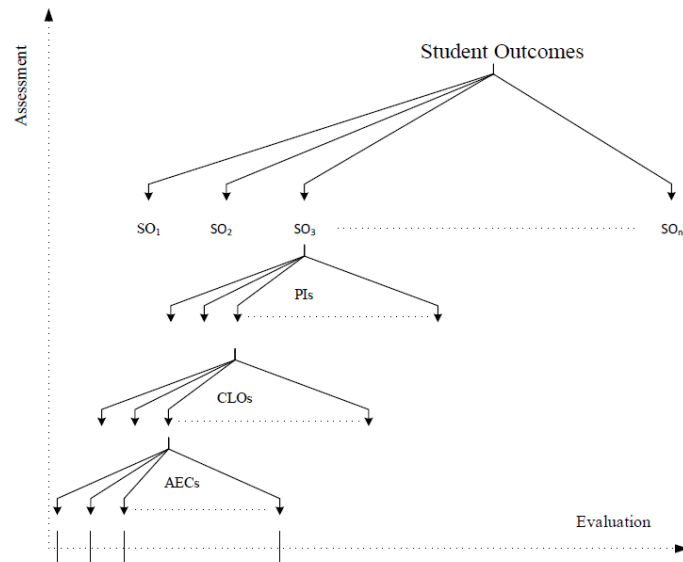 Student Outcomes
Assessment
SO₁ SO₂ SO₃ SOₙ
PIs
CLOs
AECs
Evaluation